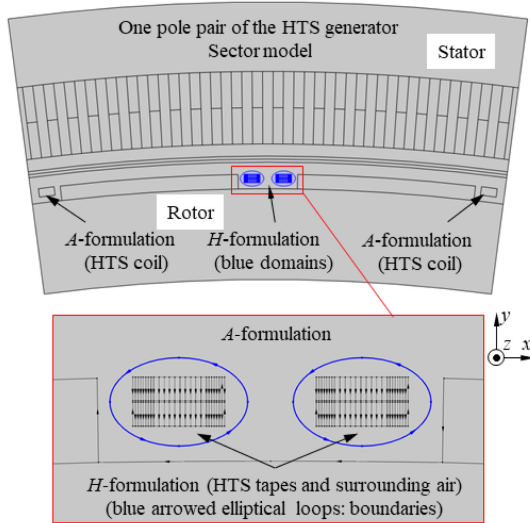 One pole pair of the HTS generator
Sector model
Stator
Rotor
A-formulation
(HTS coil)
H-formulation
(blue domains)
A-formulation
(HTS coil)
A-formulation
y
z
x
H-formulation (HTS tapes and surrounding air)
(blue arrowed elliptical loops: boundaries)